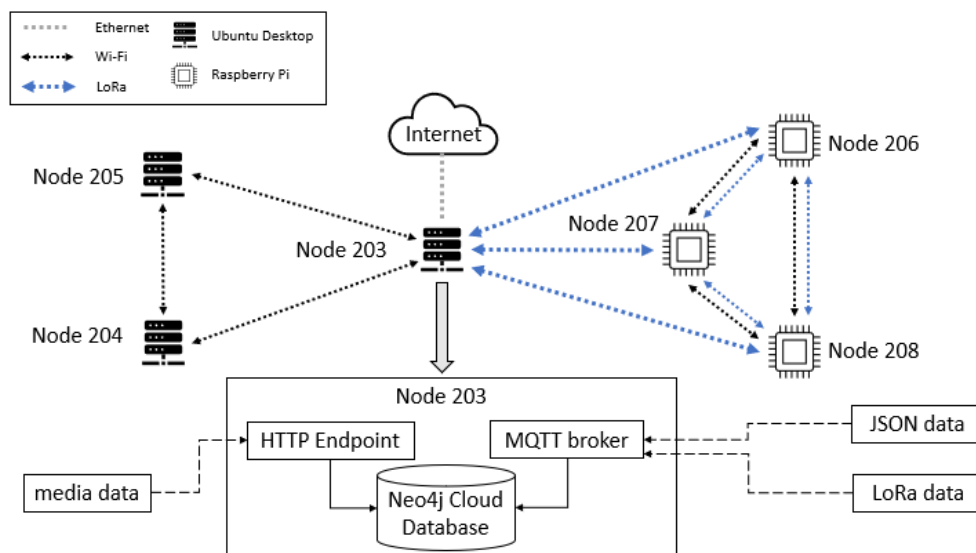 Ethernet
Ubuntu Desktop
Wi-Fi
LoRa
Raspberry Pi
Internet
Node 206
Node 205
Node 207
Node 203
Node 204
Node 208
Node 203
HTTP Endpoint
MQTT broker
JSON data
media data
Neo4j Cloud
Database
LoRa data